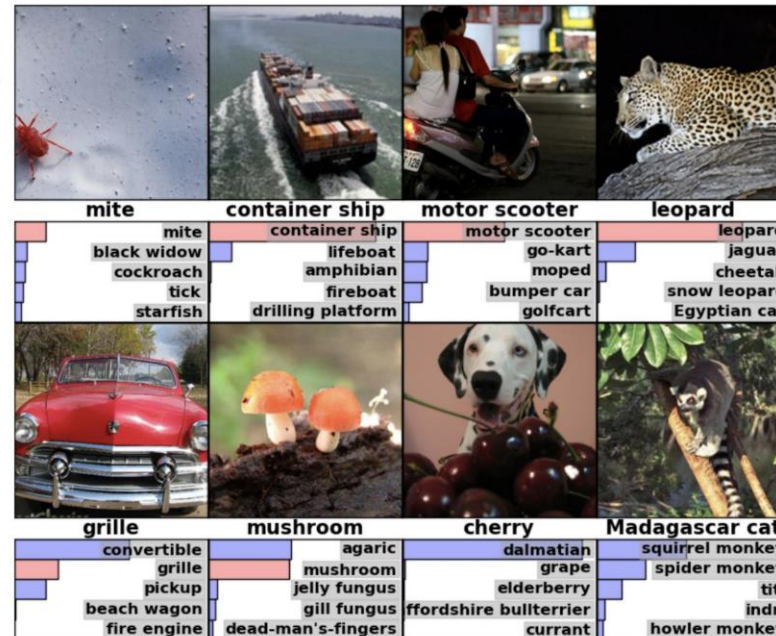 mite
container ship
motor scooter
leopard
mite
black widow
cockroach
tick
starfish
container ship
lifeboat
amphibian
fireboat
drilling platform
motor scooter
go-kart
moped
bumper car
golfcart
leopard
jagua
cheeta
snow leopar
Egyptian ca
grille
mushroom
cherry
Madagascar cat
convertible
grille
pickup
beach wagon
fire engine
agaric
mushroom
jelly fungus
gill fungus
dead-man's-fingers
dalmatian
grape
elderberry
ffordshire bullterrier
currant
squirrel monke
spider monke
tit
indr
howler monke